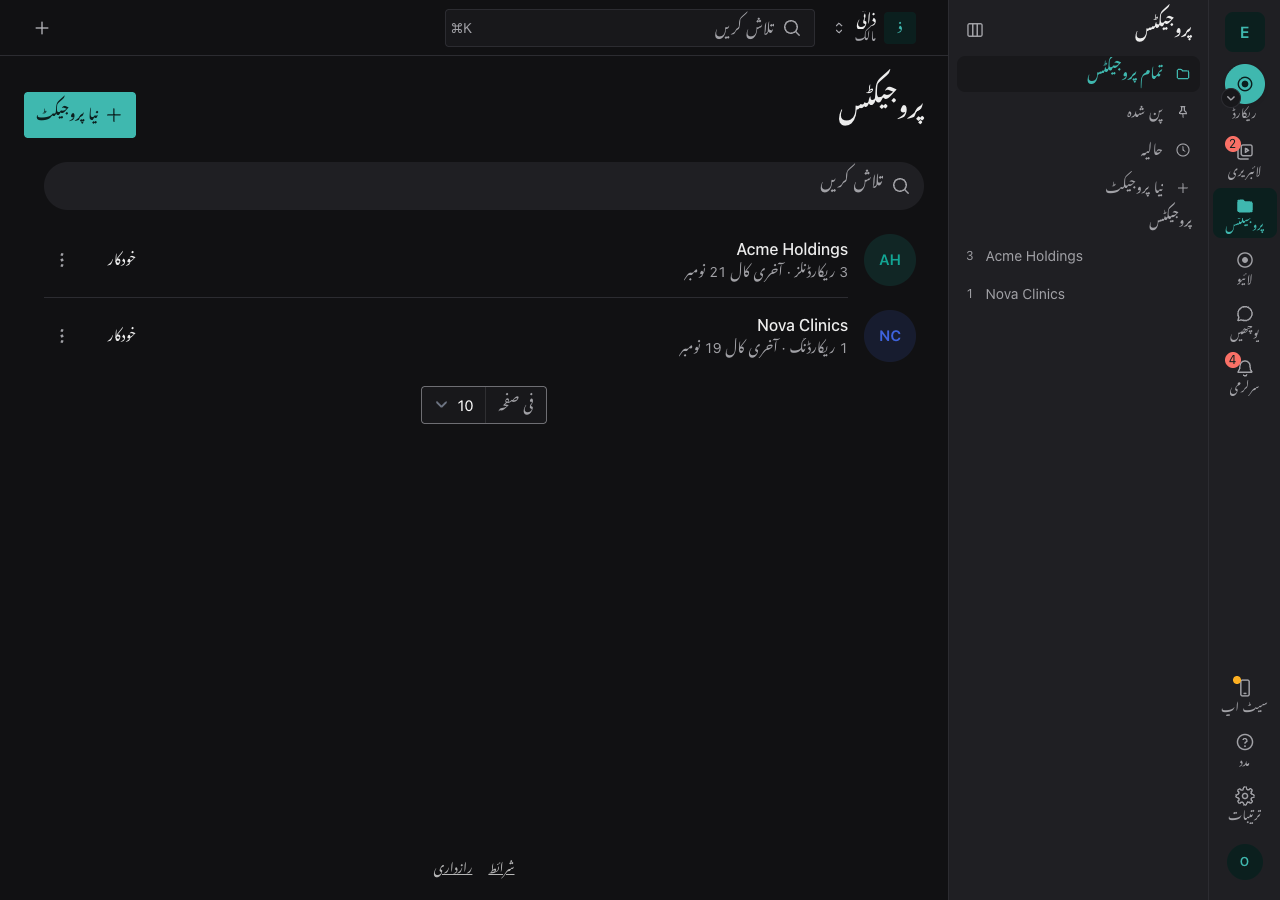 E
ریکارڈ
2
لائبریری
پروجیکٹس
لائیو
پوچھیں
4
سرگرمی
سیٹ اپ
مدد
ترتیبات
O
پروجیکٹس
تمام پروجیکٹس
پن شدہ
حالیہ
نیا پروجیکٹ
پروجیکٹس
Acme Holdings 3
Nova Clinics 1
ذ
ذاتی
مالک
تلاش کریں ⌘K
پروجیکٹس
نیا پروجیکٹ
تلاش کریں
AH
Acme Holdings
3 ریکارڈنگز · آخری کال 21 نومبر
خودکار
NC
Nova Clinics
1 ریکارڈنگ · آخری کال 19 نومبر
خودکار
فی صفحہ 10
شرائط رازداری